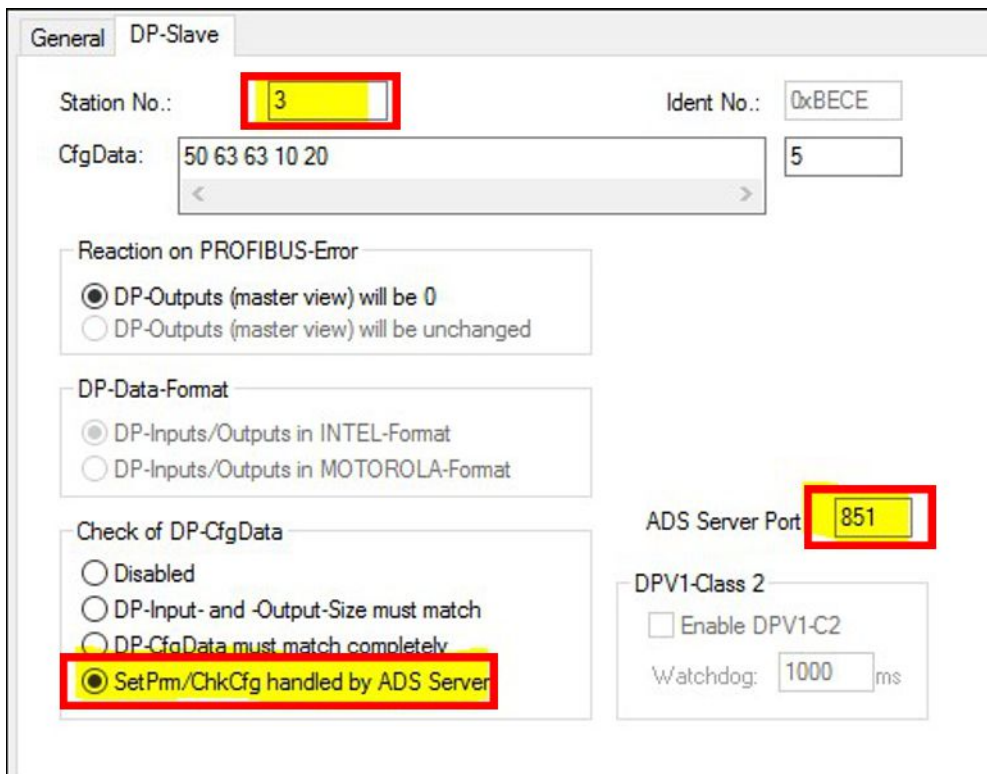 General DP-Slave
Station No.: 3 Ident No.: 0xBECE
CfgData: 50 63 63 10 20 5
Reaction on PROFIBUS-Error
DP-Outputs (master view) will be 0
DP-Outputs (master view) will be unchanged
DP-Data-Format
DP-Inputs/Outputs in INTEL-Format
DP-Inputs/Outputs in MOTOROLA-Format
ADS Server Port 851
Check of DP-CfgData
Disabled
DP-Input- and -Output-Size must match
DP-CfgData must match completely
SetPrm/ChkCfg handled by ADS Server
DPV1-Class 2
Enable DPV1-C2
Watchdog: 1000 ms